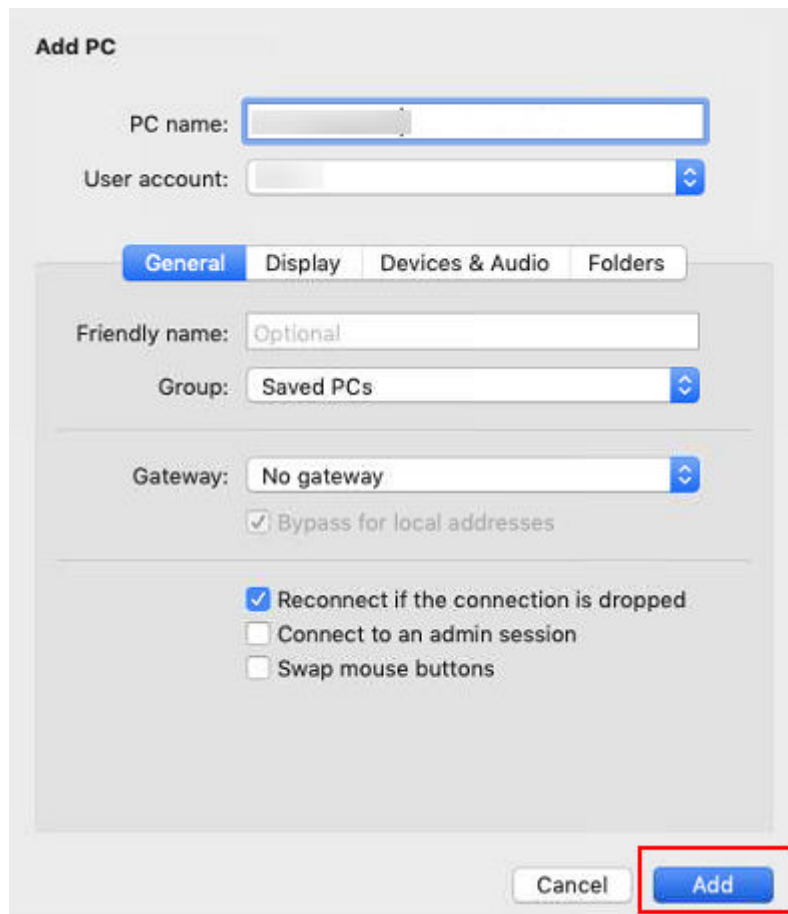 Add PC
PC name:
User account:
General Display Devices & Audio Folders
Friendly name: Optional
Group: Saved PCs
Gateway: No gateway
Bypass for local addresses
Reconnect if the connection is dropped
Connect to an admin session
Swap mouse buttons
Cancel Add